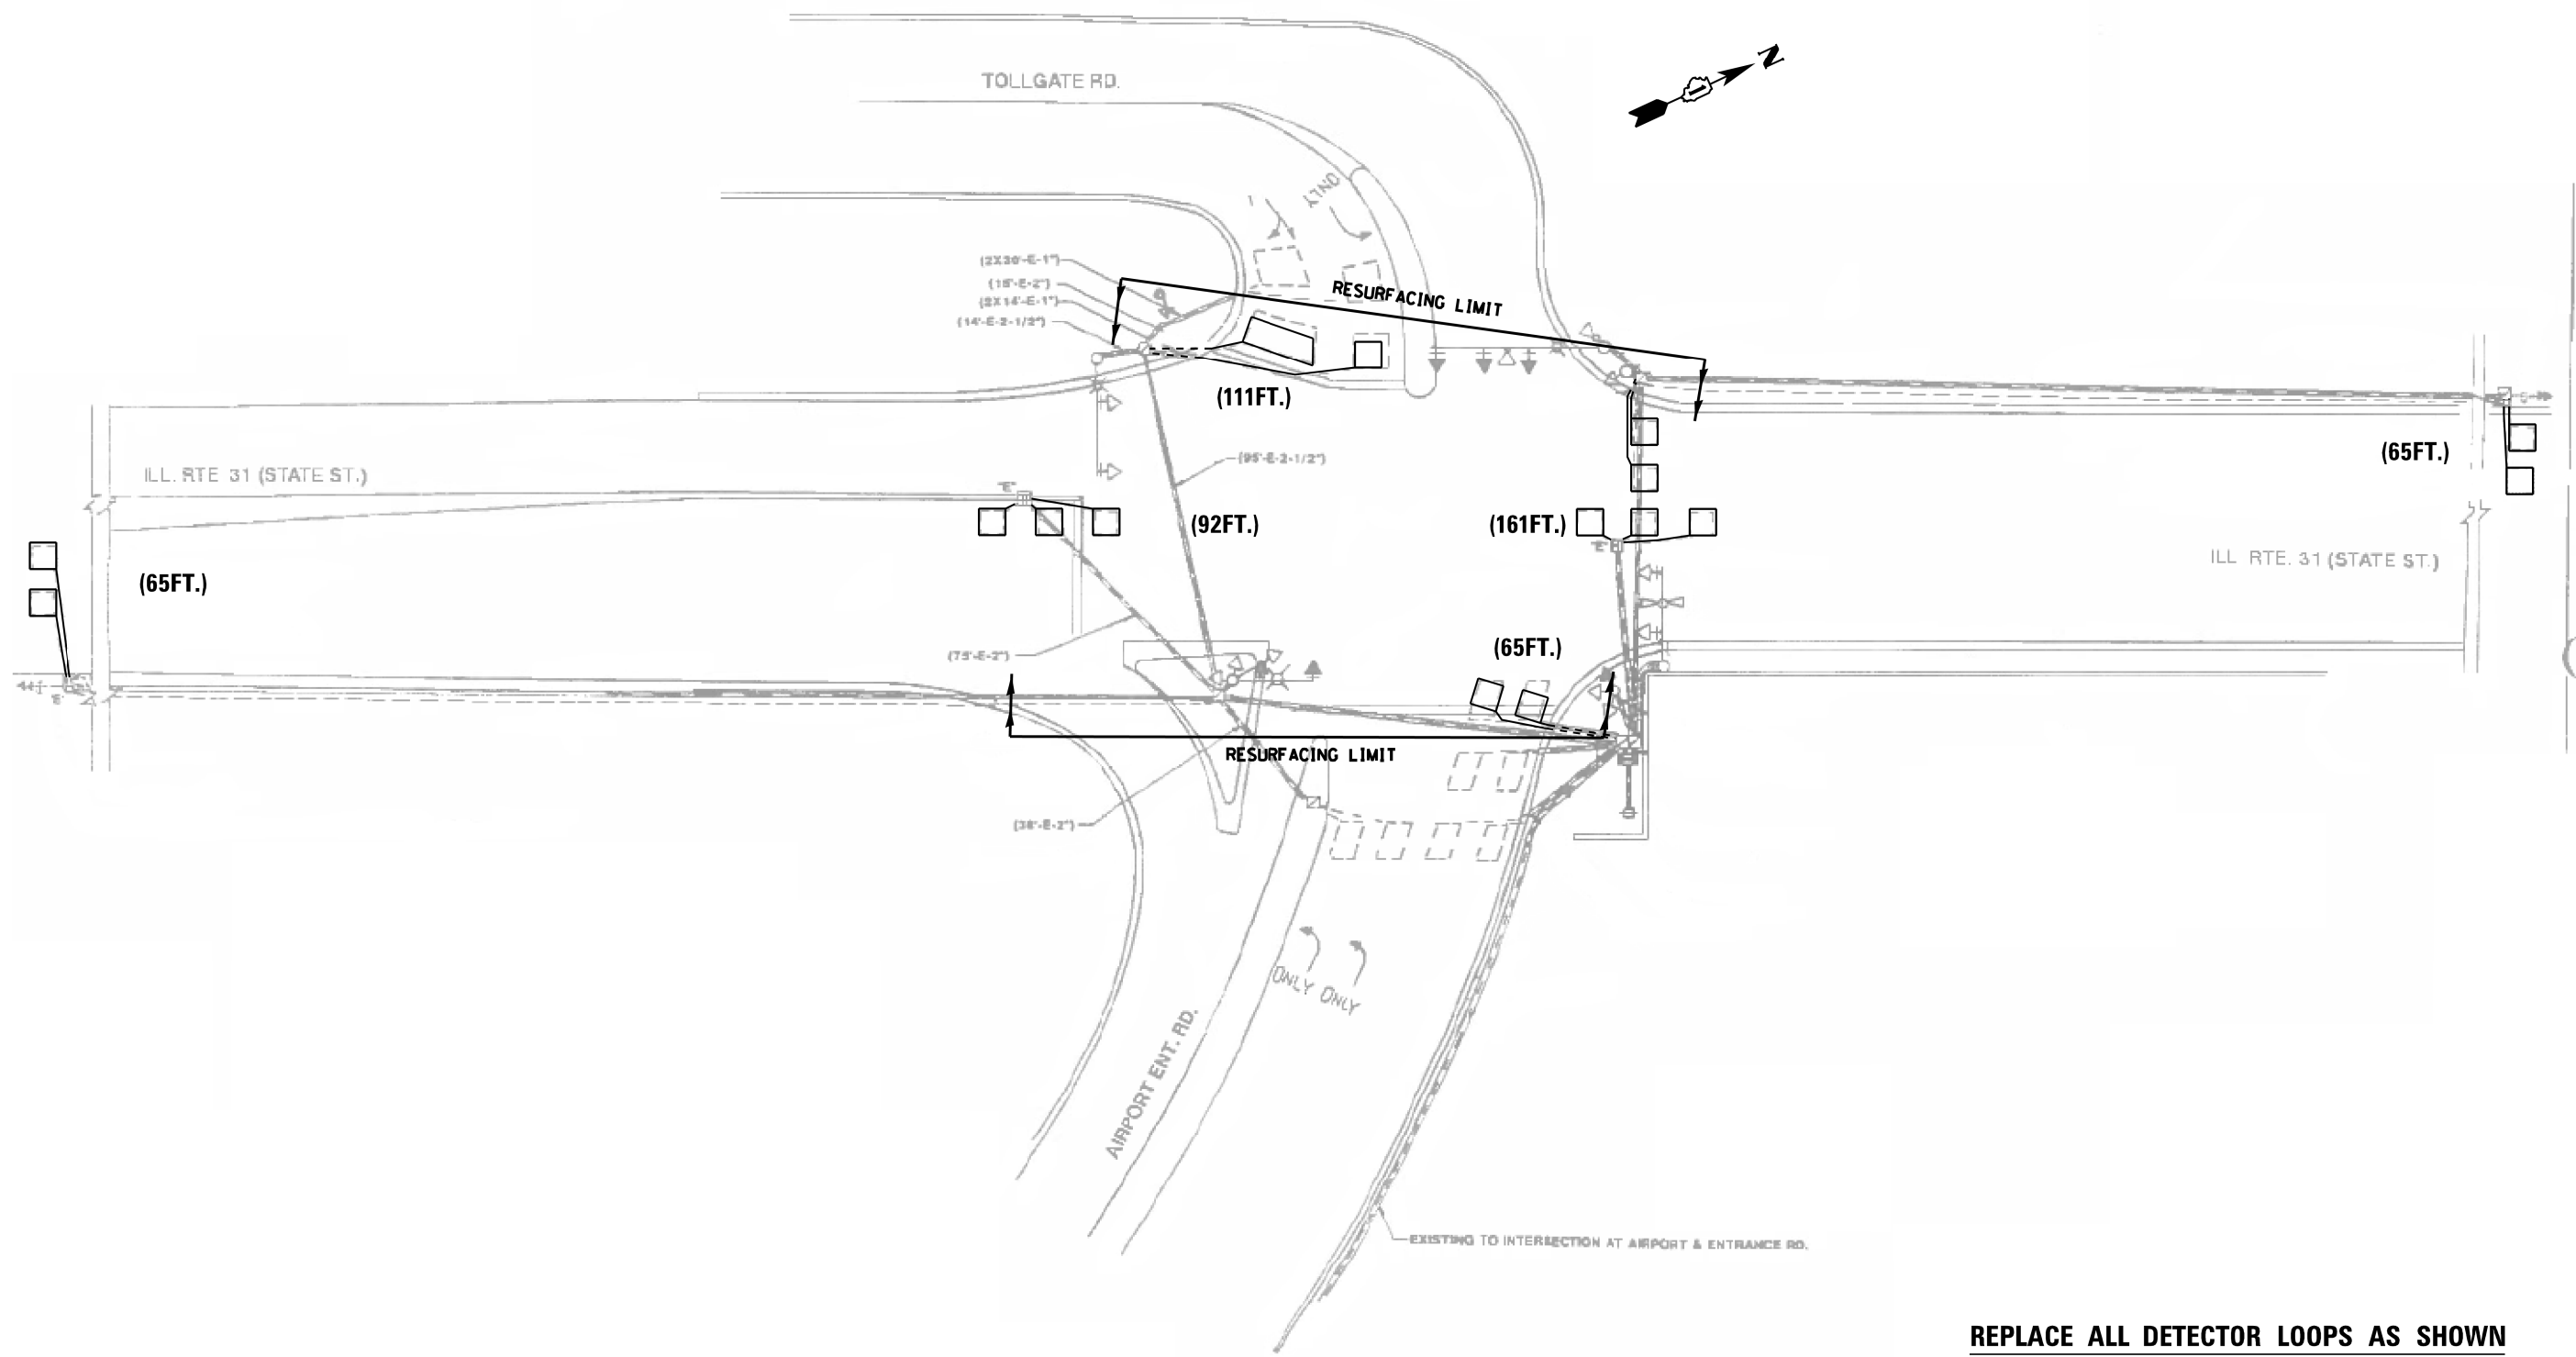 TOLLGATE RD.
N
ONLY
(2X30'-E-1")
(15'-E-2")
(2X14'-E-1")
(14'-E-2-1/2")
RESURFACING LIMIT
(111FT.)
(65FT.)
(95'-E-2-1/2")
ILL. RTE 31 (STATE ST.)
"E"
(92FT.)
(161FT.)
"E"
ILL RTE. 31 (STATE ST.)
(65FT.)
(65FT.)
(75'-E-2")
RESURFACING LIMIT
(38'-E-2")
ONLY ONLY
AIRPORT ENT. RD.
EXISTING TO INTERSECTION AT AIRPORT & ENTRANCE RD.
REPLACE ALL DETECTOR LOOPS AS SHOWN